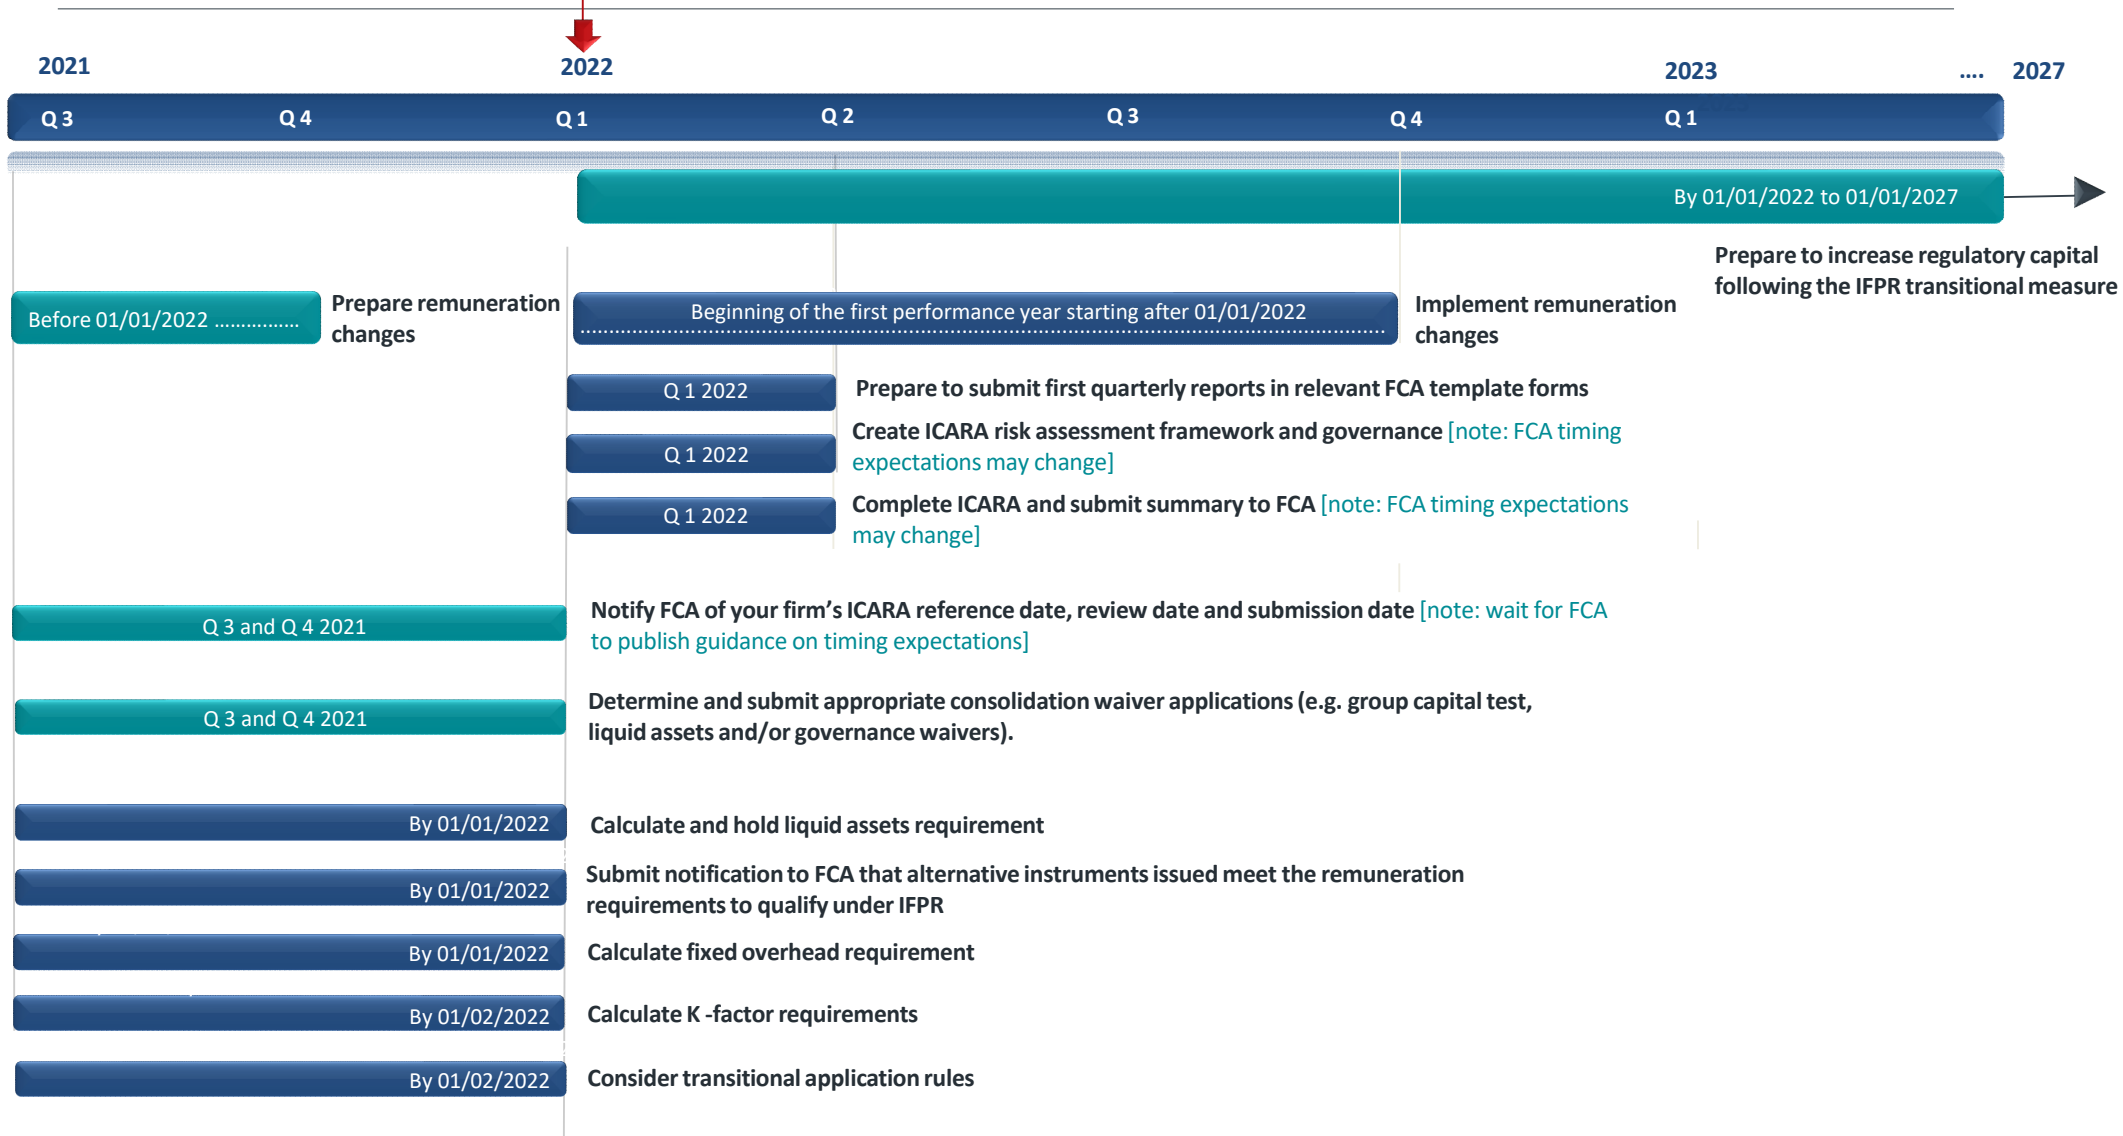 2021
2022
2023
....
2027
Q 3
Q 4
Q 1
Q 2
Q 3
Q 4
Q 1
By 01/01/2022 to 01/01/2027
Prepare to increase regulatory capital
following the IFPR transitional measure
Before 01/01/2022 ……………
Prepare remuneration
changes
Beginning of the first performance year starting after 01/01/2022
Implement remuneration
changes
Q 1 2022
Prepare to submit first quarterly reports in relevant FCA template forms
Q 1 2022
Create ICARA risk assessment framework and governance [note: FCA timing
expectations may change]
Q 1 2022
Complete ICARA and submit summary to FCA [note: FCA timing expectations
may change]
Q 3 and Q 4 2021
Notify FCA of your firm’s ICARA reference date, review date and submission date [note: wait for FCA
to publish guidance on timing expectations]
Q 3 and Q 4 2021
Determine and submit appropriate consolidation waiver applications (e.g. group capital test,
liquid assets and/or governance waivers).
By 01/01/2022
Calculate and hold liquid assets requirement
By 01/01/2022
Submit notification to FCA that alternative instruments issued meet the remuneration
requirements to qualify under IFPR
By 01/01/2022
Calculate fixed overhead requirement
By 01/02/2022
Calculate K -factor requirements
By 01/02/2022
Consider transitional application rules